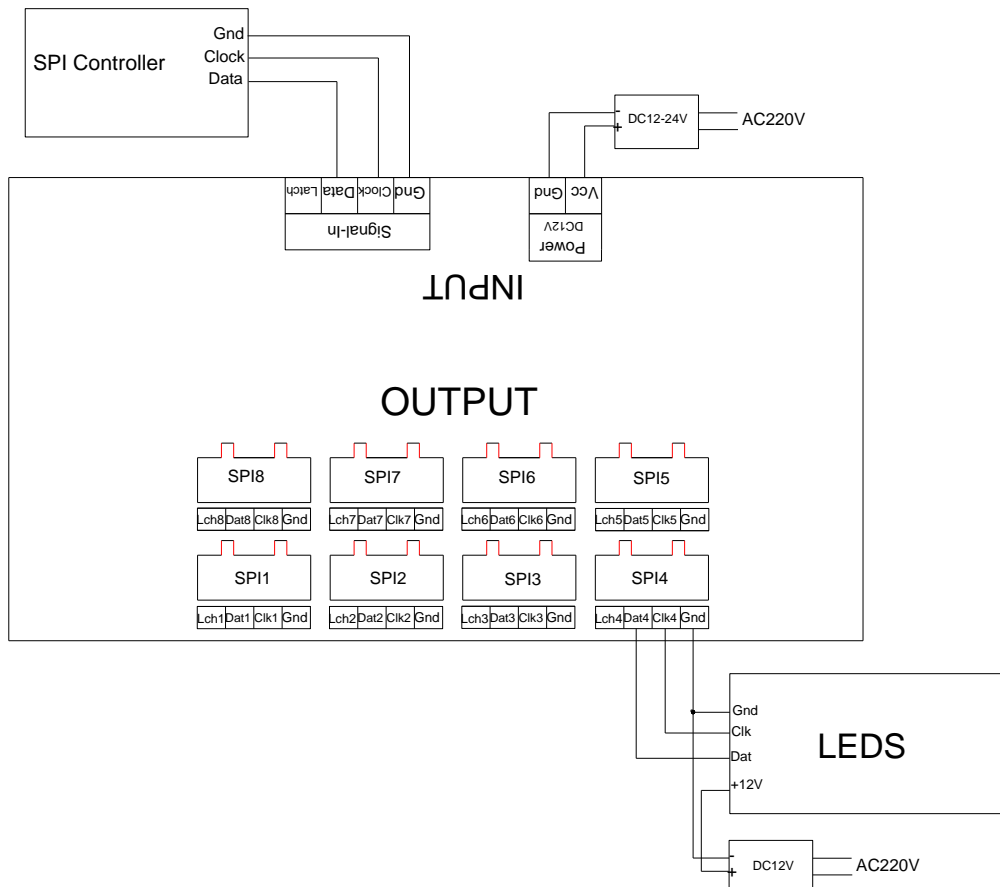 Gnd
SPI Controller
Clock
Data
DC12-24V
-
+
AC220V
Latch Data Clock Gnd
Signal-In
Gnd Vcc
Power
DC12V
INPUT
OUTPUT
SPI8 SPI7 SPI6 SPI5
Lch8 Dat8 Clk8 Gnd Lch7 Dat7 Clk7 Gnd Lch6 Dat6 Clk6 Gnd Lch5 Dat5 Clk5 Gnd
SPI1 SPI2 SPI3 SPI4
Lch1 Dat1 Clk1 Gnd Lch2 Dat2 Clk2 Gnd Lch3 Dat3 Clk3 Gnd Lch4 Dat4 Clk4 Gnd
Gnd
Clk
Dat
+12V
LEDS
-
+
DC12V
AC220V